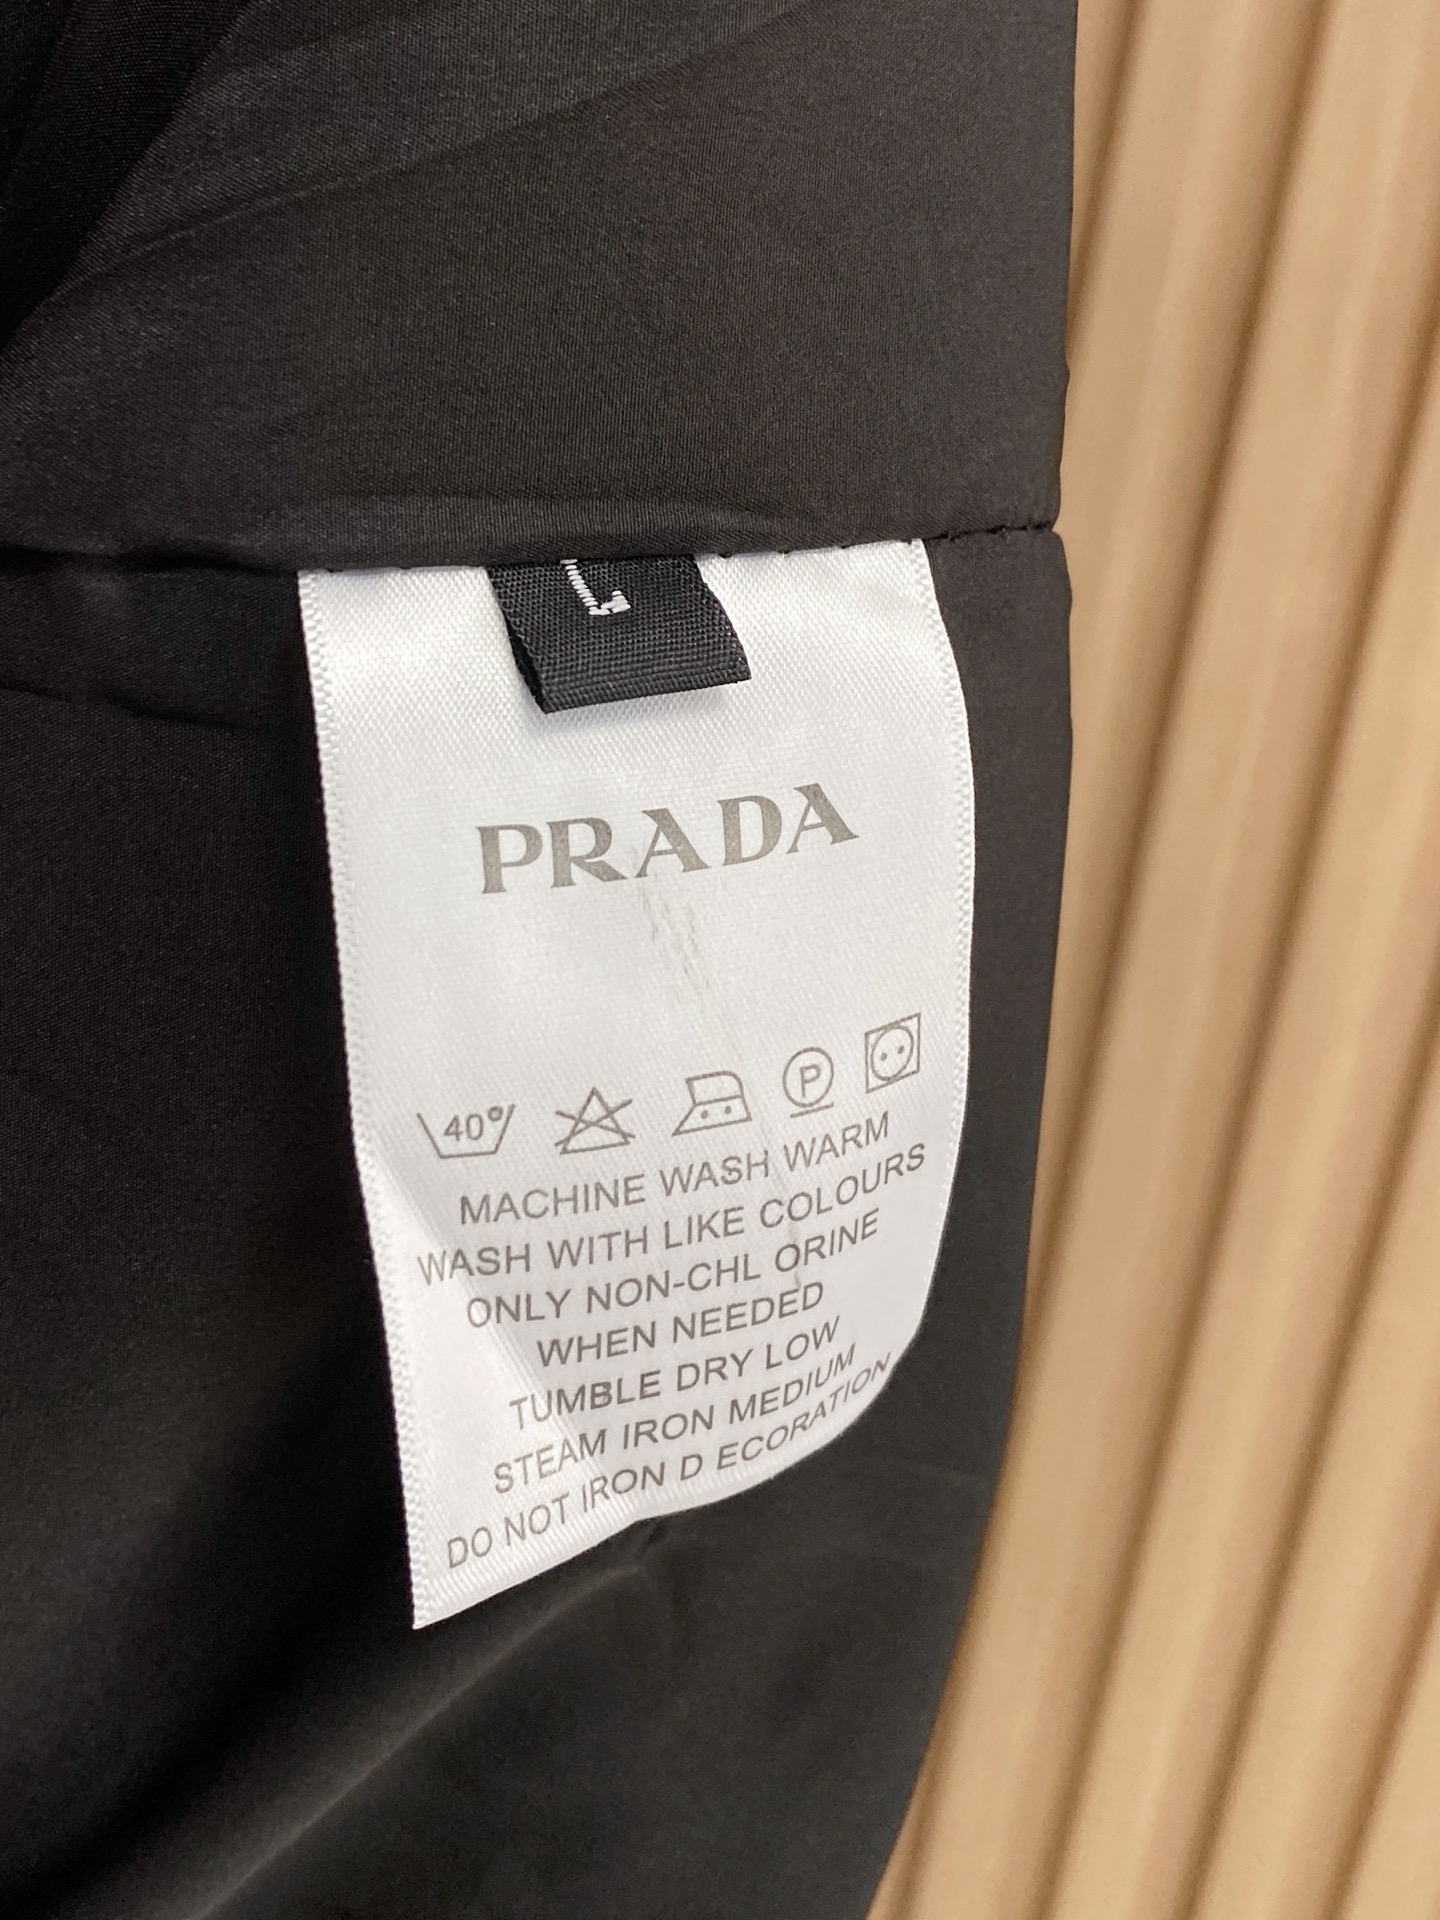 L
PRADA
40°
P
MACHINE WASH WARM
WASH WITH LIKE COLOURS
ONLY NON-CHL ORINE
WHEN NEEDED
TUMBLE DRY LOW
STEAM IRON MEDIUM
DO NOT IRON D ECORATION